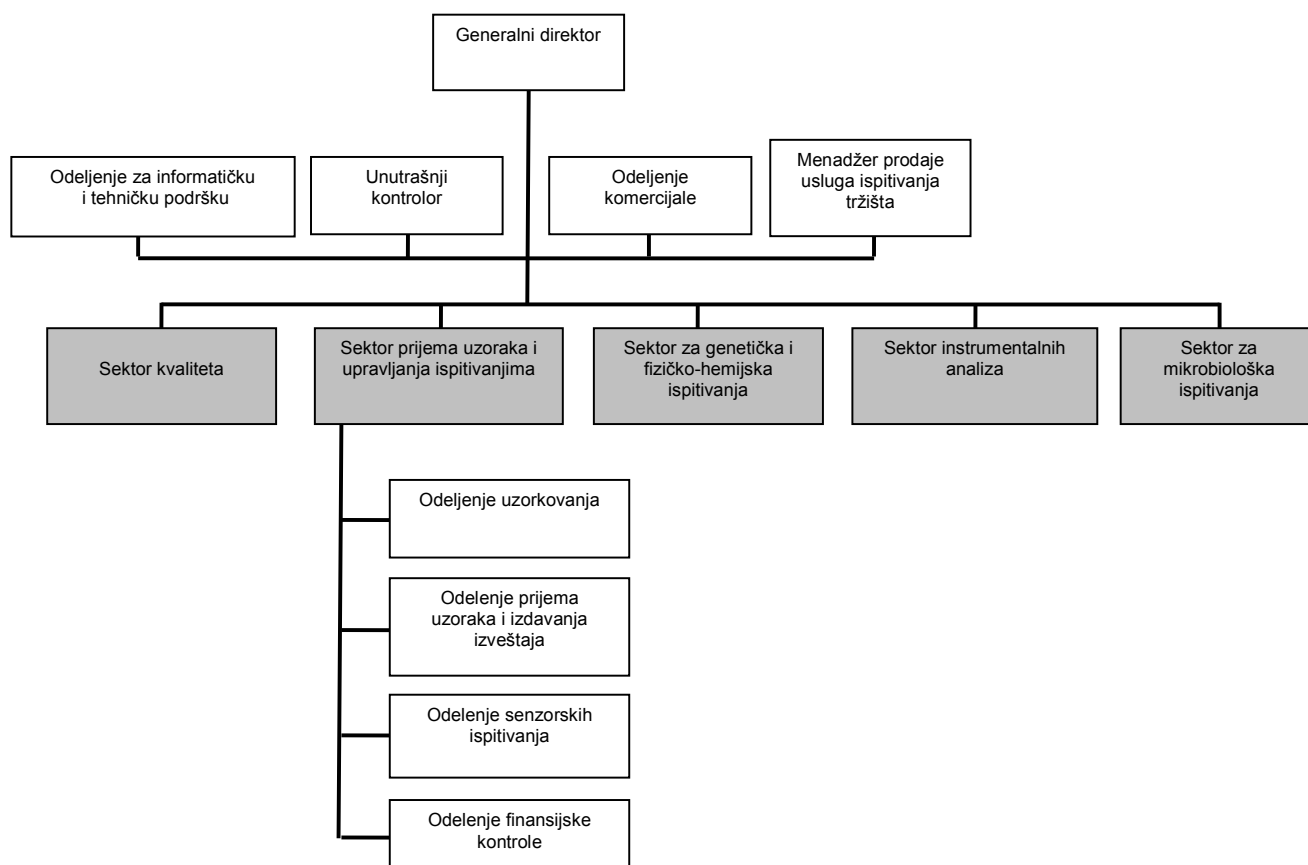 Generalni direktor
Odeljenje za informatičku
i tehničku podršku
Unutrašnji
kontrolor
Odeljenje
komercijale
Menadžer prodaje
usluga ispitivanja
tržišta
Sektor kvaliteta
Sektor prijema uzoraka i
upravljanja ispitivanjima
Sektor za genetička i
fizičko-hemijska
ispitivanja
Sektor instrumentalnih
analiza
Sektor za
mikrobiološka
ispitivanja
Odeljenje uzorkovanja
Odelenje prijema
uzoraka i izdavanja
izveštaja
Odelenje senzorskih
ispitivanja
Odelenje finansijske
kontrole